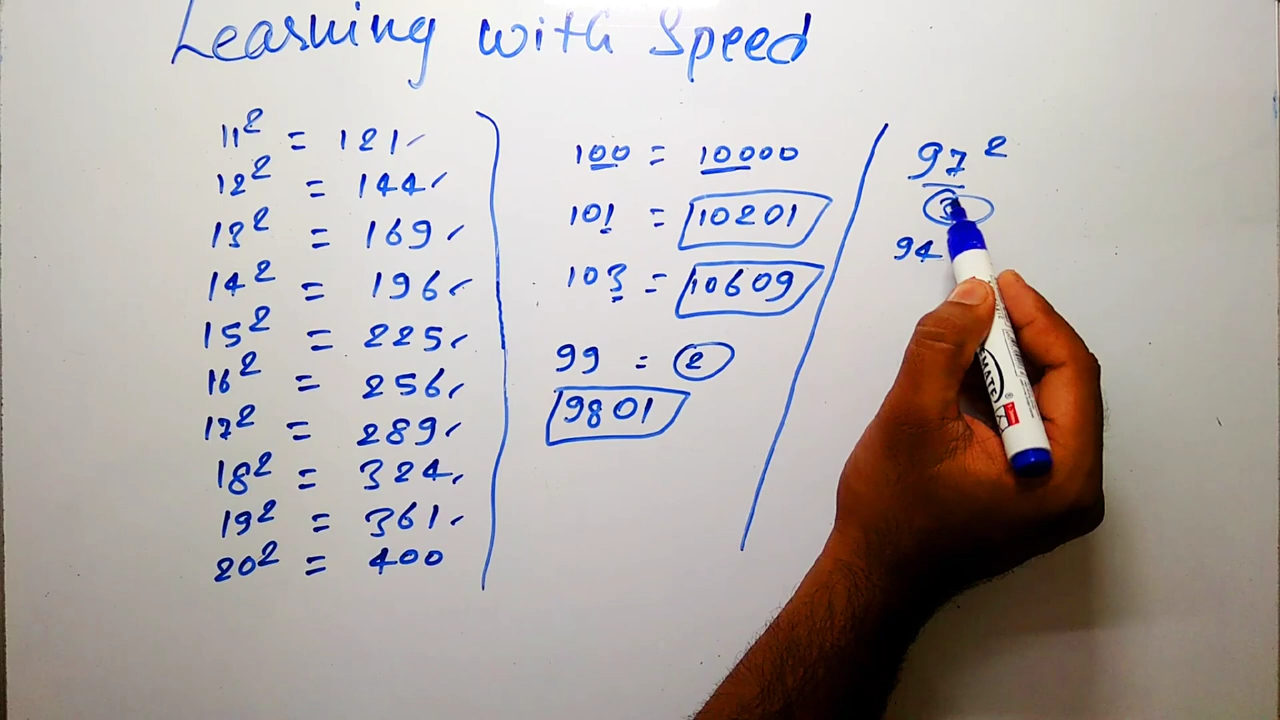 Learning with Speed
11² = 121
12² = 144
13² = 169
14² = 196
15² = 225
16² = 256
17² = 289
18² = 324
19² = 361
20² = 400
100 = 10000
101 = 10201
103 = 10609
99 = 2
9801
97²
3
94